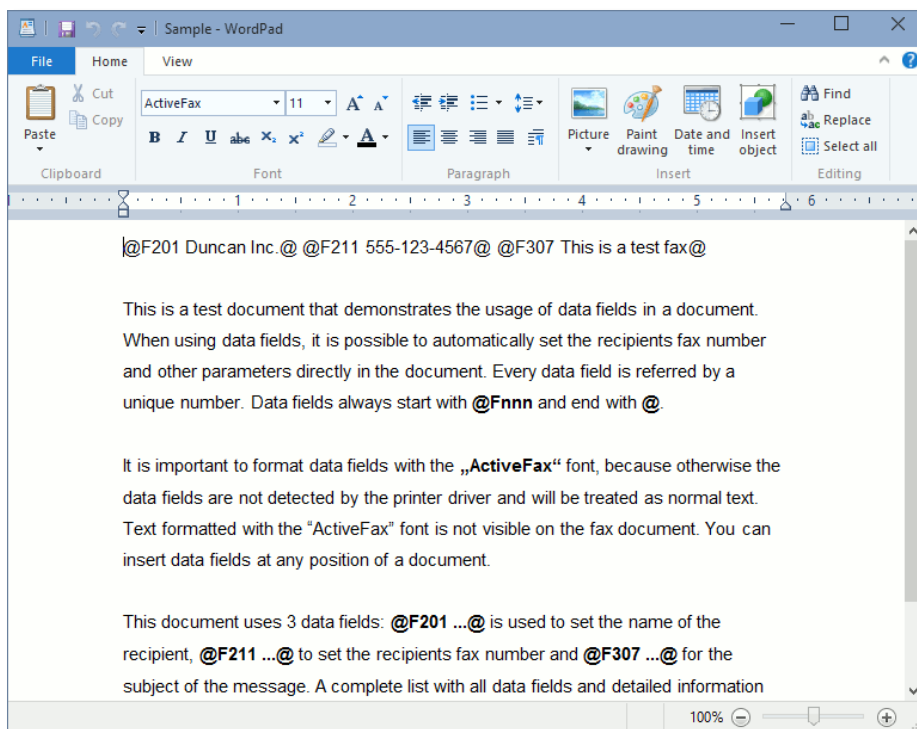 Sample - WordPad
File Home View
Cut
Copy
Paste
ActiveFax 11
A A
B I U abc X₂ X² A
Picture Paint drawing Date and time Insert object
Find
Replace
Select all
Clipboard Font Paragraph Insert Editing
1 2 3 4 5 6
@F201 Duncan Inc.@ @F211 555-123-4567@ @F307 This is a test fax@
This is a test document that demonstrates the usage of data fields in a document.
When using data fields, it is possible to automatically set the recipients fax number
and other parameters directly in the document. Every data field is referred by a
unique number. Data fields always start with @Fnnn and end with @.
It is important to format data fields with the „ActiveFax“ font, because otherwise the
data fields are not detected by the printer driver and will be treated as normal text.
Text formatted with the “ActiveFax” font is not visible on the fax document. You can
insert data fields at any position of a document.
This document uses 3 data fields: @F201 ...@ is used to set the name of the
recipient, @F211 ...@ to set the recipients fax number and @F307 ...@ for the
subject of the message. A complete list with all data fields and detailed information
100%